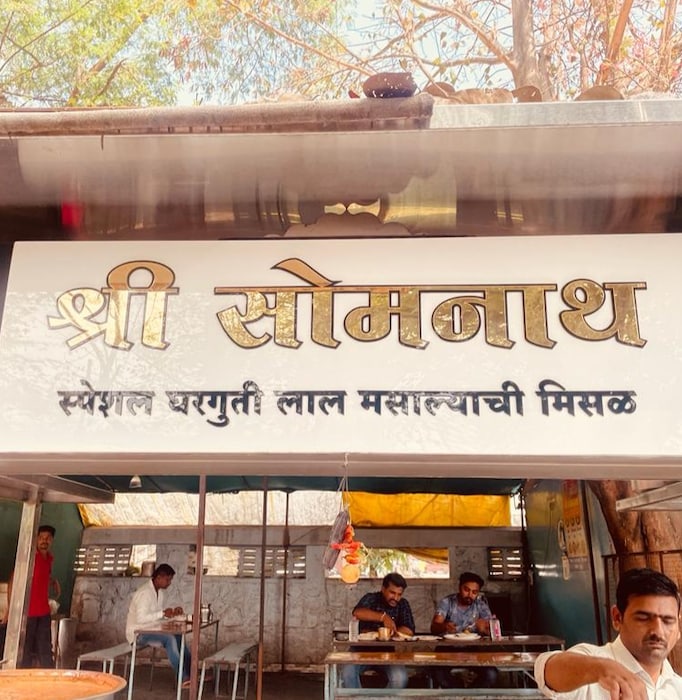 श्री सोमनाथ
स्पेशल घरगुती लाल मसाल्याची मिसळ